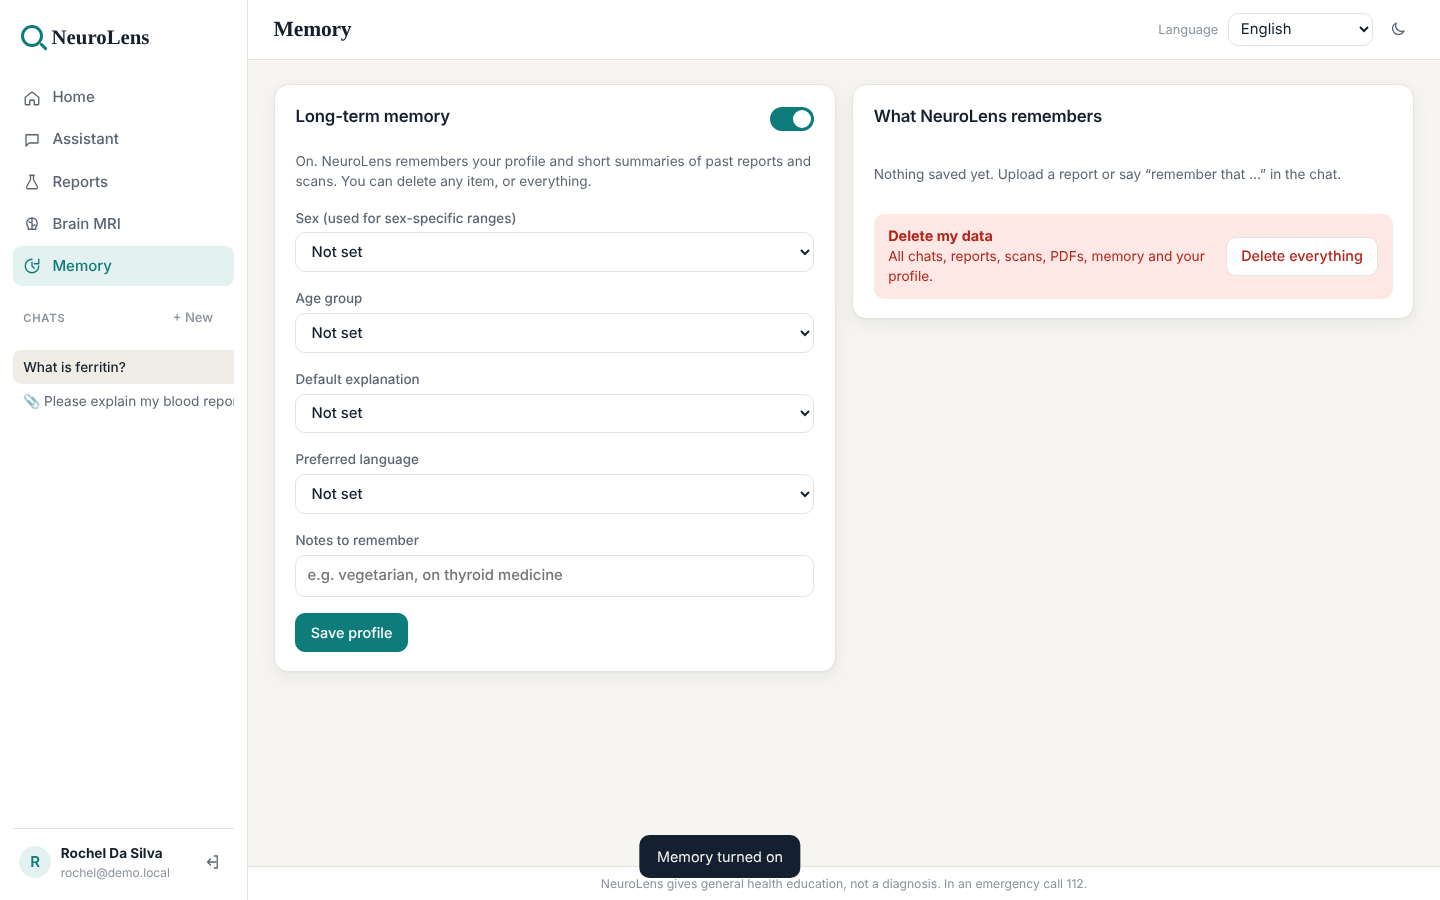 NeuroLens
Home
Assistant
Reports
Brain MRI
Memory
CHATS
+ New
What is ferritin?
📎 Please explain my blood repor
R
Rochel Da Silva
rochel@demo.local
Memory
Language
English
Long-term memory
On. NeuroLens remembers your profile and short summaries of past reports and
scans. You can delete any item, or everything.
Sex (used for sex-specific ranges)
Not set
Age group
Not set
Default explanation
Not set
Preferred language
Not set
Notes to remember
e.g. vegetarian, on thyroid medicine
Save profile
What NeuroLens remembers
Nothing saved yet. Upload a report or say “remember that ...” in the chat.
Delete my data
All chats, reports, scans, PDFs, memory and your
profile.
Delete everything
Memory turned on
NeuroLens gives general health education, not a diagnosis. In an emergency call 112.